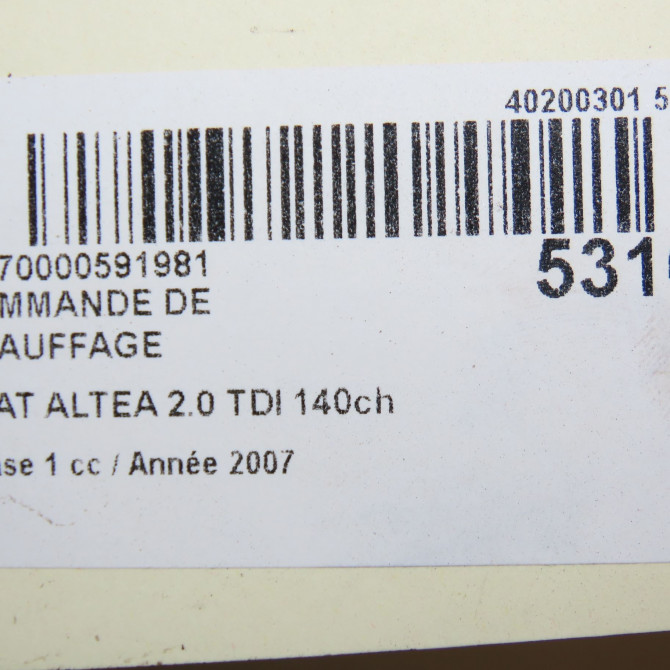 40200301 5
70000591981
531
MMANDE DE
AUFFAGE
AT ALTEA 2.0 TDI 140ch
se 1 cc / Année 2007